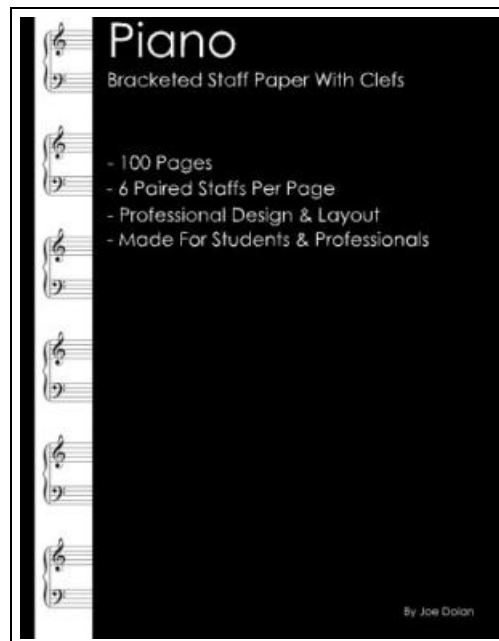 Piano
Bracketed Staff Paper With Clefs
- 100 Pages
- 6 Paired Staffs Per Page
- Professional Design & Layout
- Made For Students & Professionals
By Joe Dolan